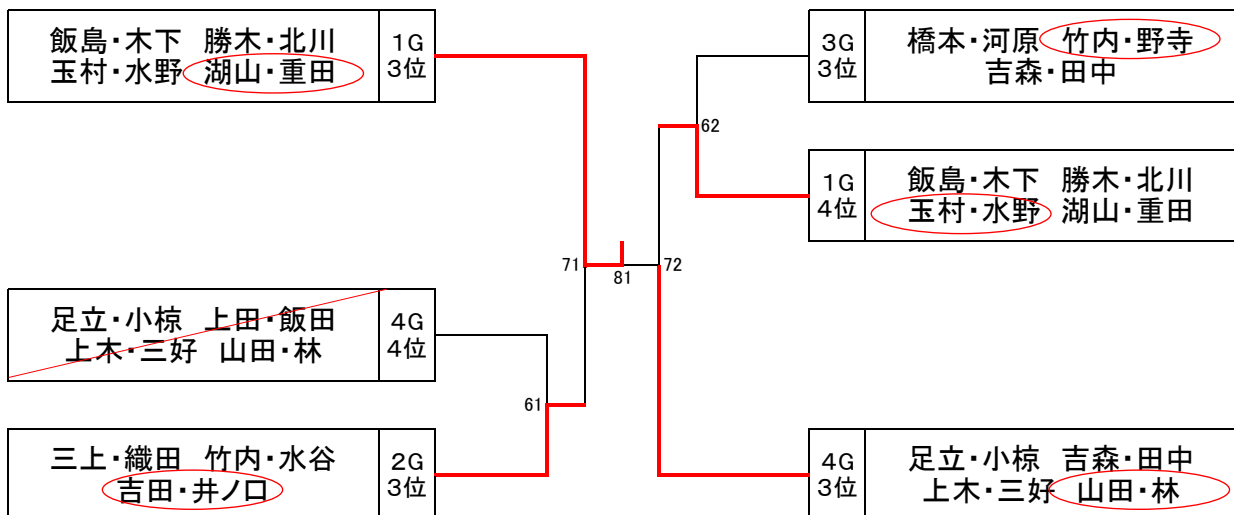 飯島・木下 勝木・北川
玉村・水野 湖山・重田
1G
3位
3G
3位
橋本・河原 竹内・野寺
吉森・田中
62
1G
4位
飯島・木下 勝木・北川
玉村・水野 湖山・重田
71
81
72
足立・小椋 上田・飯田
上木・三好 山田・林
4G
4位
61
三上・織田 竹内・水谷
吉田・井ノ口
2G
3位
4G
3位
足立・小椋 吉森・田中
上木・三好 山田・林